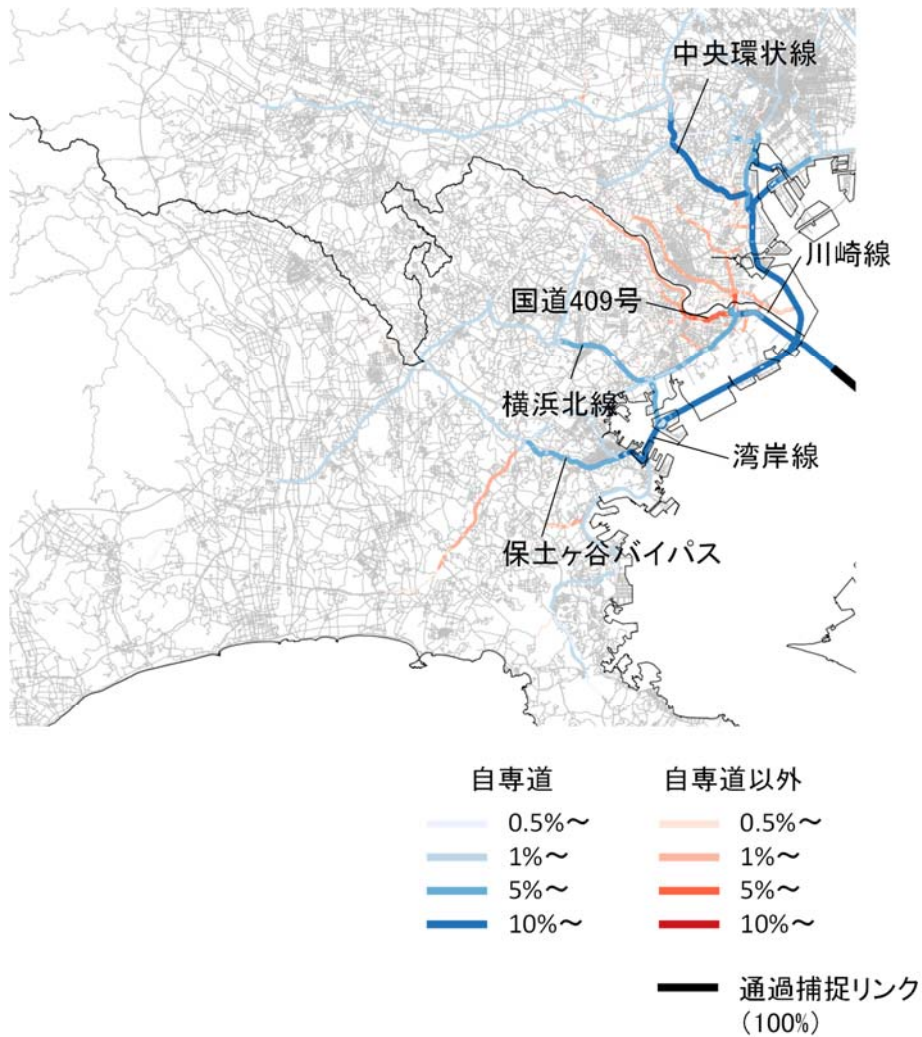 中央環状線
川崎線
国道409号
横浜北線
湾岸線
保土ヶ谷バイパス
自専道
0.5%～
1%～
5%～
10%～
自専道以外
0.5%～
1%～
5%～
10%～
通過捕捉リンク
(100%)